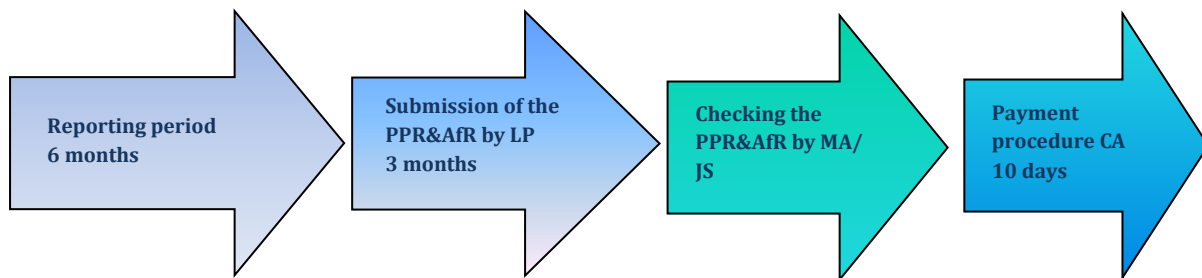 Reporting period
6 months
Submission of the
PPR&AfR by LP
3 months
Checking the
PPR&AfR by MA/
JS
Payment
procedure CA
10 days